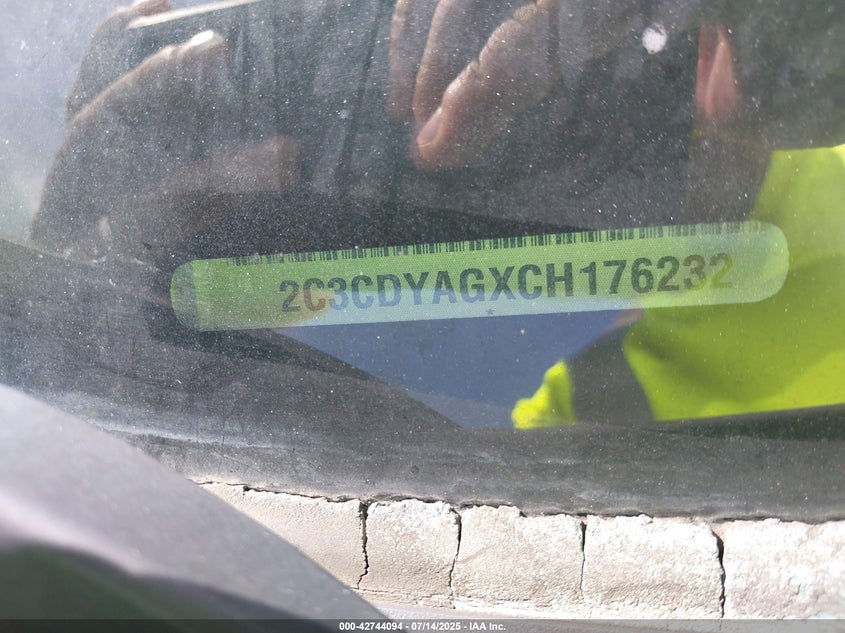 2C3CDYAGXCH176232
*
000-42744094 - 07/14/2025 - IAA Inc.